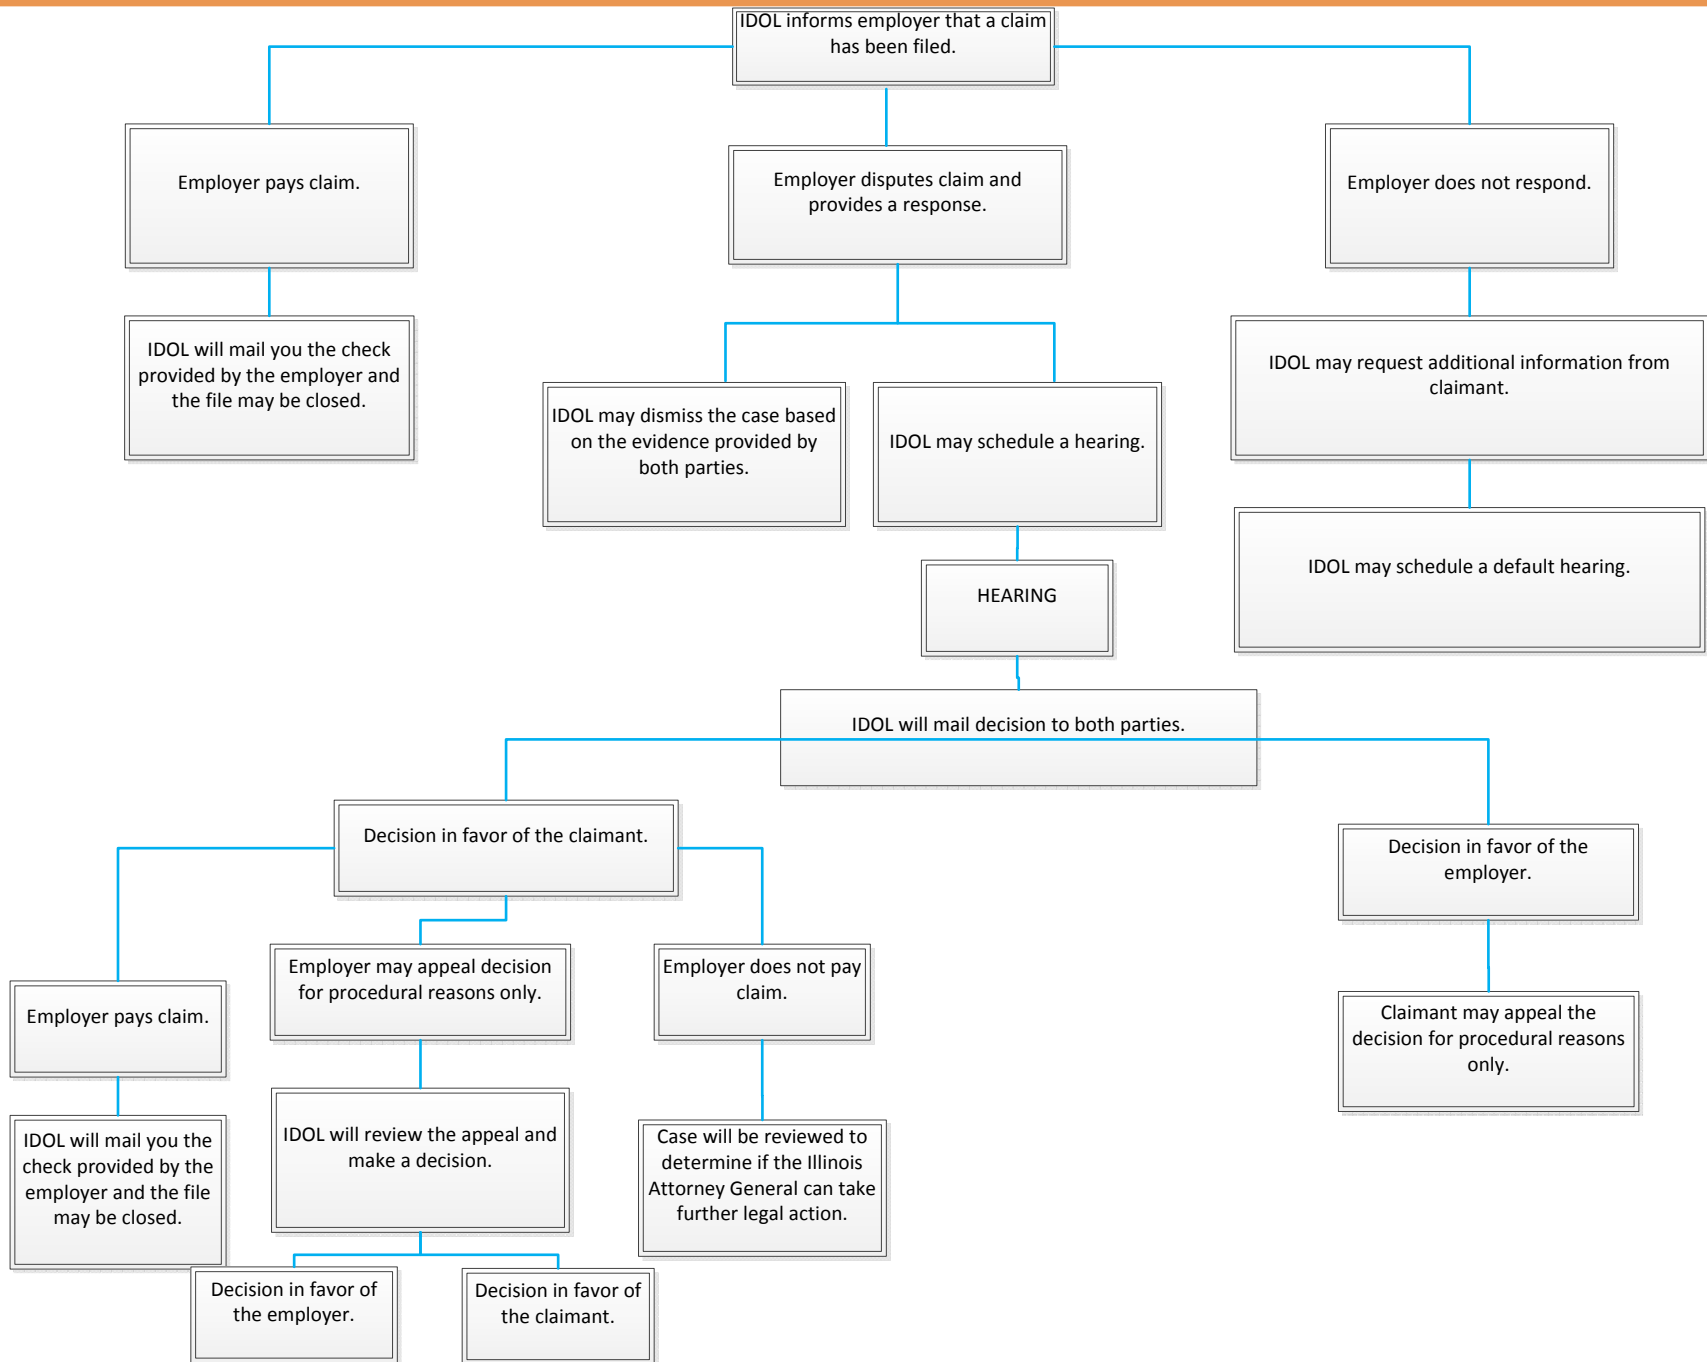 IDOL informs employer that a claim
has been filed.
Employer pays claim.
Employer disputes claim and
provides a response.
Employer does not respond.
IDOL will mail you the check
provided by the employer and
the file may be closed.
IDOL may dismiss the case based
on the evidence provided by
both parties.
IDOL may schedule a hearing.
IDOL may request additional information from
claimant.
HEARING
IDOL may schedule a default hearing.
IDOL will mail decision to both parties.
Decision in favor of the claimant.
Decision in favor of the
employer.
Employer pays claim.
Employer may appeal decision
for procedural reasons only.
Employer does not pay
claim.
Claimant may appeal the
decision for procedural reasons
only.
IDOL will mail you the
check provided by the
employer and the file
may be closed.
IDOL will review the appeal and
make a decision.
Case will be reviewed to
determine if the Illinois
Attorney General can take
further legal action.
Decision in favor of
the employer.
Decision in favor of
the claimant.